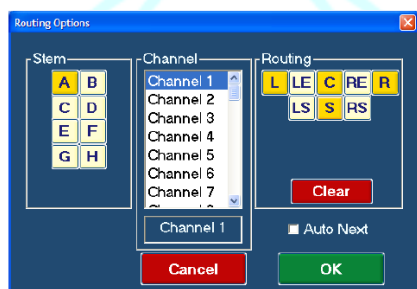 Routing Options
Stem
A B
C D
E F
G H
Channel
Channel 1
Channel 2
Channel 3
Channel 4
Channel 5
Channel 6
Channel 7
Channel 1
Routing
L LE C RE R
LS S RS
Clear
Auto Next
Cancel
OK